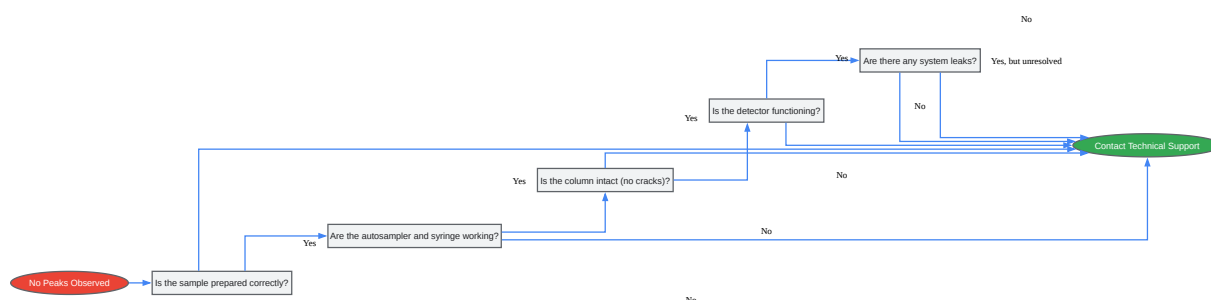 No
Yes
Are there any system leaks?
Yes, but unresolved
No
Is the detector functioning?
Yes
Contact Technical Support
Is the column intact (no cracks)?
Yes
No
Are the autosampler and syringe working?
Yes
No
No Peaks Observed
Is the sample prepared correctly?
No